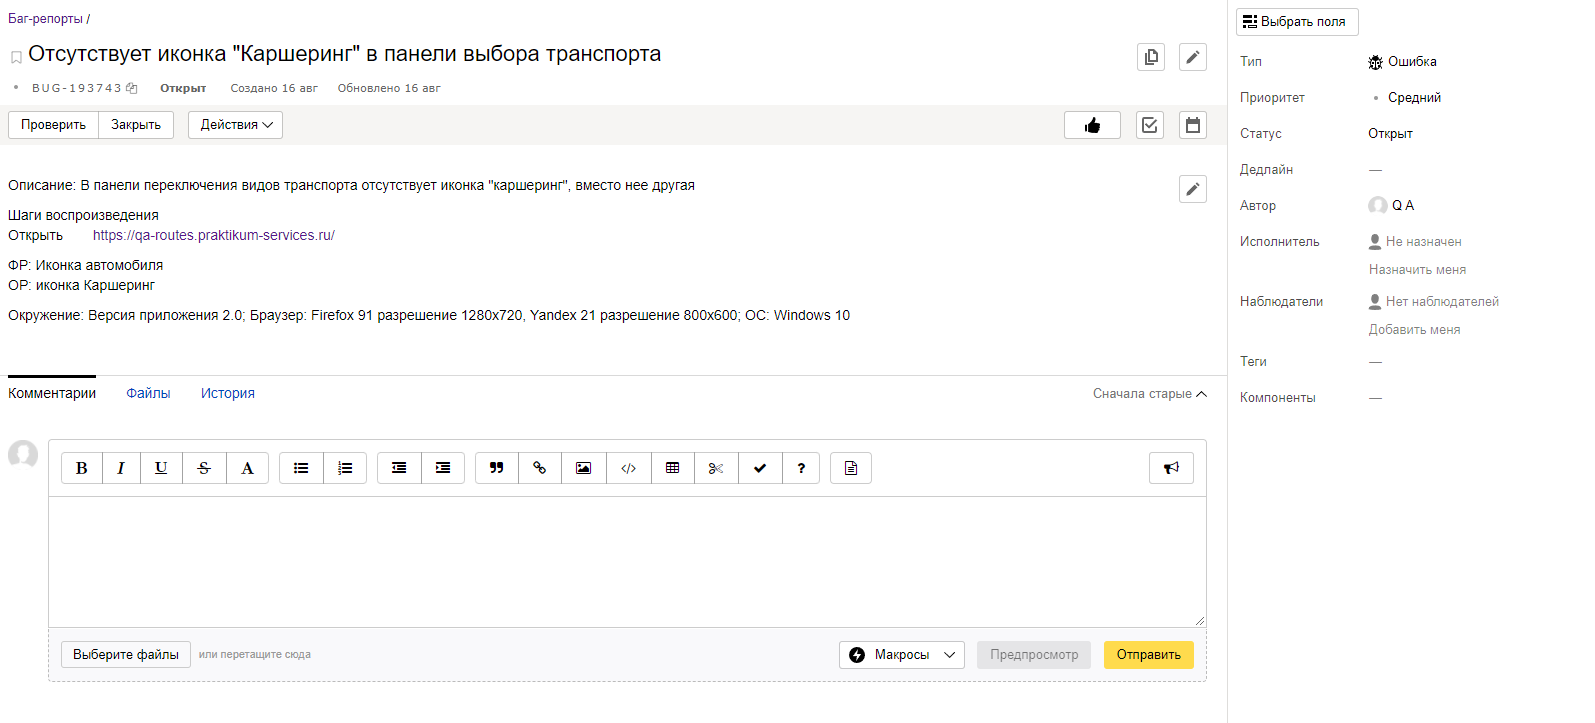 Баг-репорты /
Отсутствует иконка "Каршеринг" в панели выбора транспорта
BUG-193743 Открыт Создано 16 авг Обновлено 16 авг
Проверить Закрыть Действия
Описание: В панели переключения видов транспорта отсутствует иконка "каршеринг", вместо нее другая
Шаги воспроизведения
Открыть https://qa-routes.praktikum-services.ru/
ФР: Иконка автомобиля
ОР: иконка Каршеринг
Окружение: Версия приложения 2.0; Браузер: Firefox 91 разрешение 1280x720, Yandex 21 разрешение 800x600; ОС: Windows 10
Комментарии Файлы История Сначала старые
B I U S A
Выберите файлы или перетащите сюда Макросы Предпросмотр Отправить
Выбрать поля
Тип Ошибка
Приоритет Средний
Статус Открыт
Дедлайн —
Автор Q A
Исполнитель Не назначен
Назначить меня
Наблюдатели Нет наблюдателей
Добавить меня
Теги —
Компоненты —